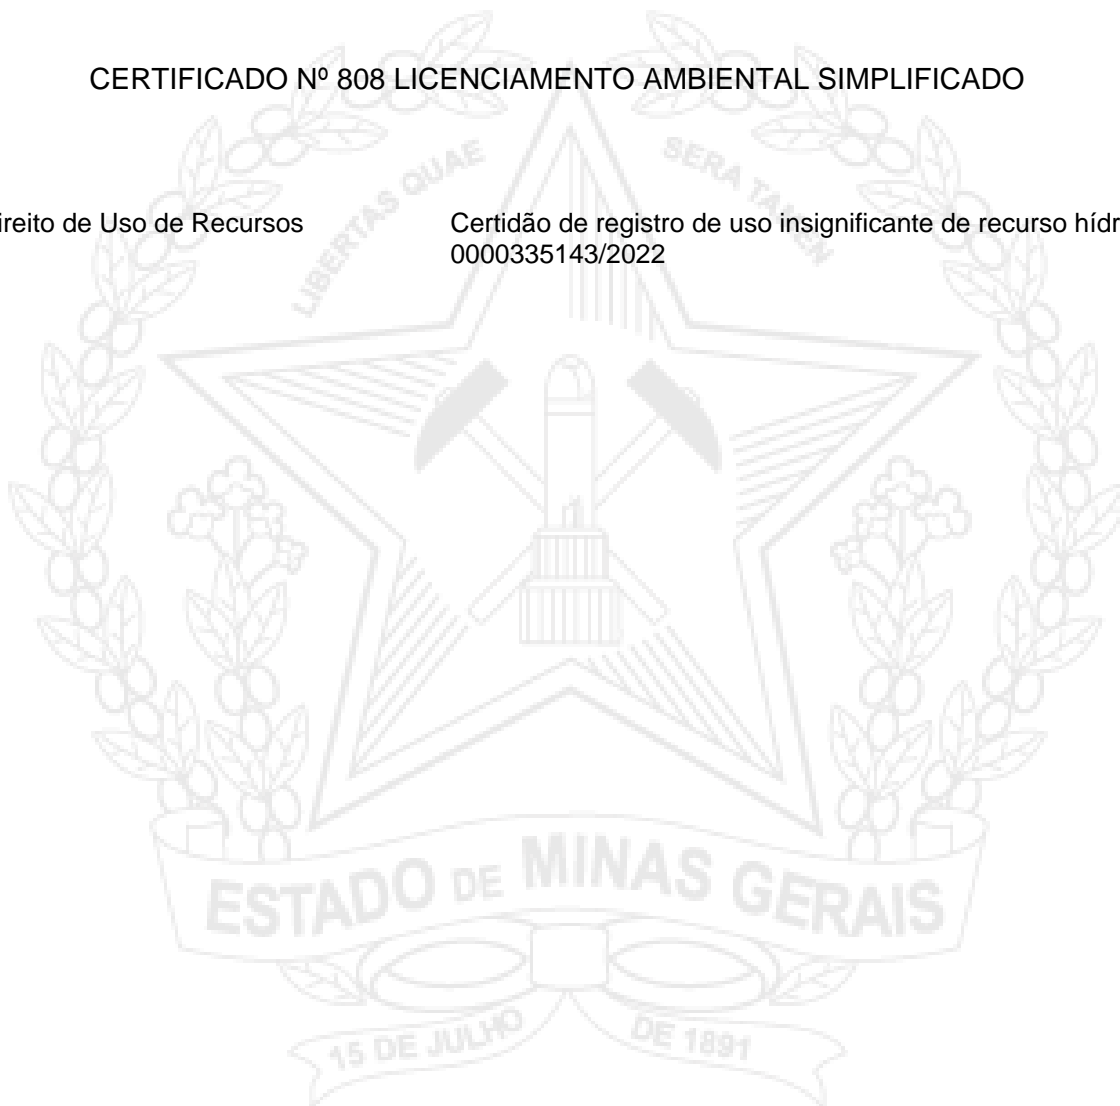 CERTIFICADO Nº 808 LICENCIAMENTO AMBIENTAL SIMPLIFICADO
ireito de Uso de Recursos
Certidão de registro de uso insignificante de recurso hídr
0000335143/2022
LIBERTAS QUAE
SERA TAMEN
ESTADO DE MINAS GERAIS
15 DE JULHO
DE 1891